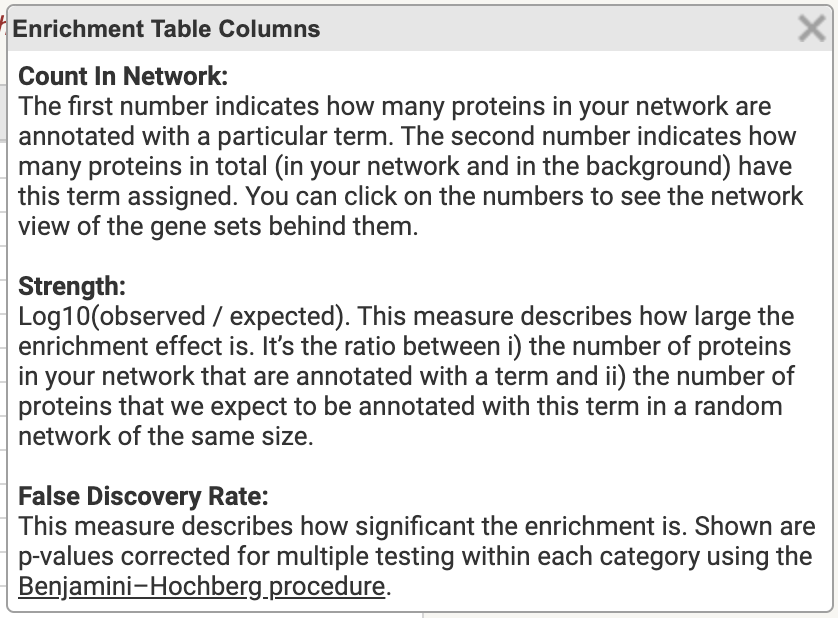 Enrichment Table Columns
Count In Network:
The first number indicates how many proteins in your network are
annotated with a particular term. The second number indicates how
many proteins in total (in your network and in the background) have
this term assigned. You can click on the numbers to see the network
view of the gene sets behind them.
Strength:
Log10(observed / expected). This measure describes how large the
enrichment effect is. It’s the ratio between i) the number of proteins
in your network that are annotated with a term and ii) the number of
proteins that we expect to be annotated with this term in a random
network of the same size.
False Discovery Rate:
This measure describes how significant the enrichment is. Shown are
p-values corrected for multiple testing within each category using the
Benjamini–Hochberg procedure.